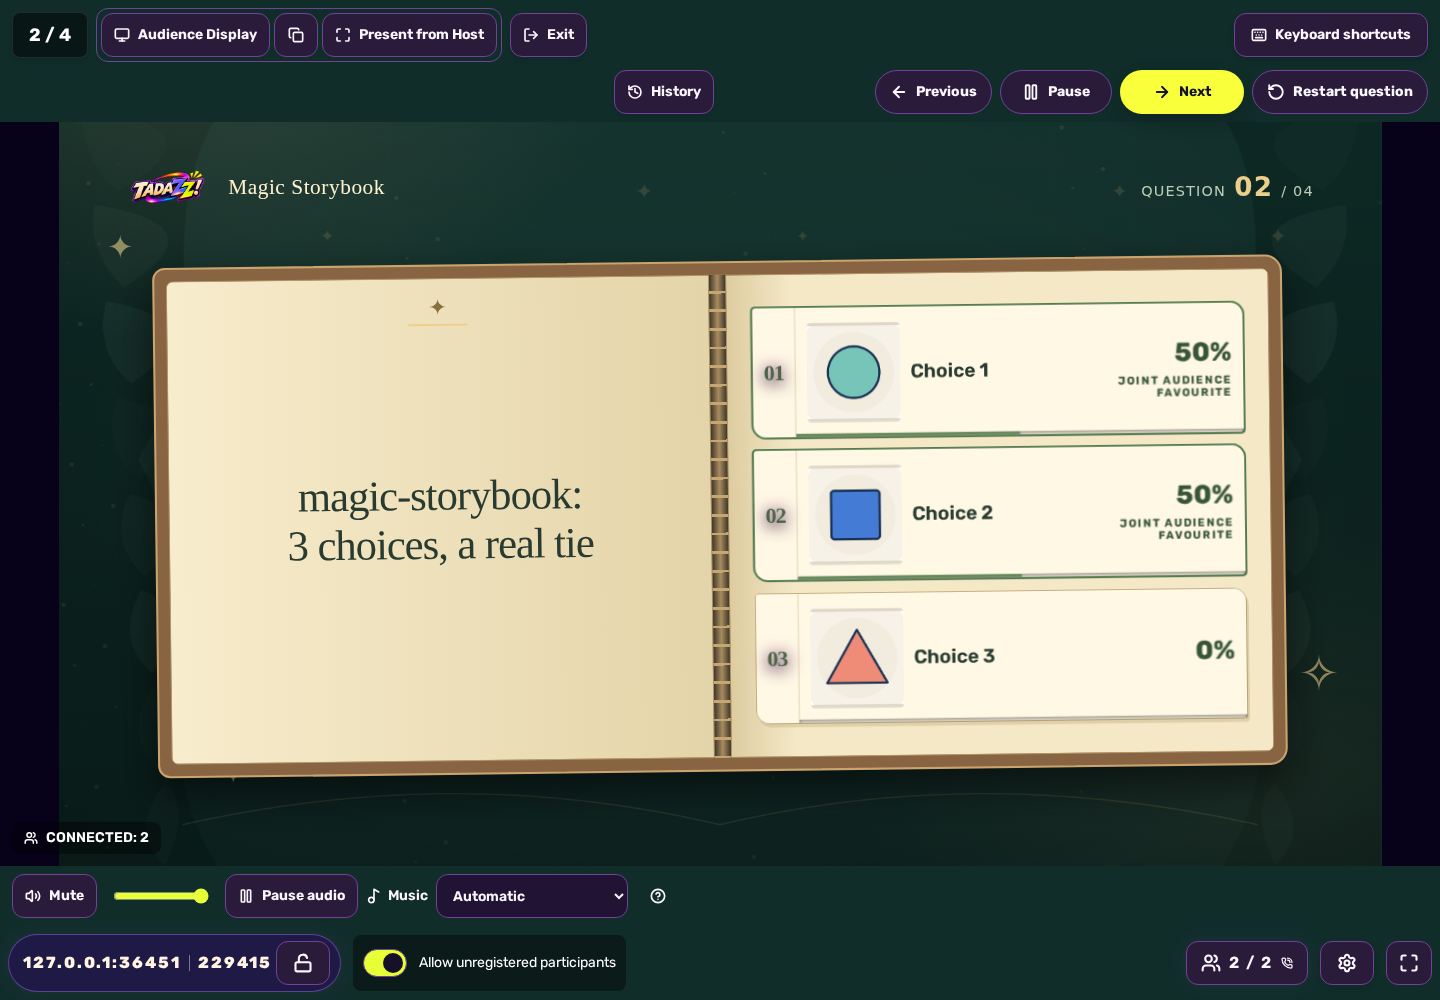 2 / 4
Audience Display
Present from Host
Exit
Keyboard shortcuts
History
Previous
Pause
Next
Restart question
TADAZZ!
Magic Storybook
QUESTION 02 / 04
magic-storybook:
3 choices, a real tie
01
Choice 1
50%
JOINT AUDIENCE
FAVOURITE
02
Choice 2
50%
JOINT AUDIENCE
FAVOURITE
03
Choice 3
0%
CONNECTED: 2
Mute
Pause audio
Music
Automatic
127.0.0.1:36451
229415
Allow unregistered participants
2 / 2